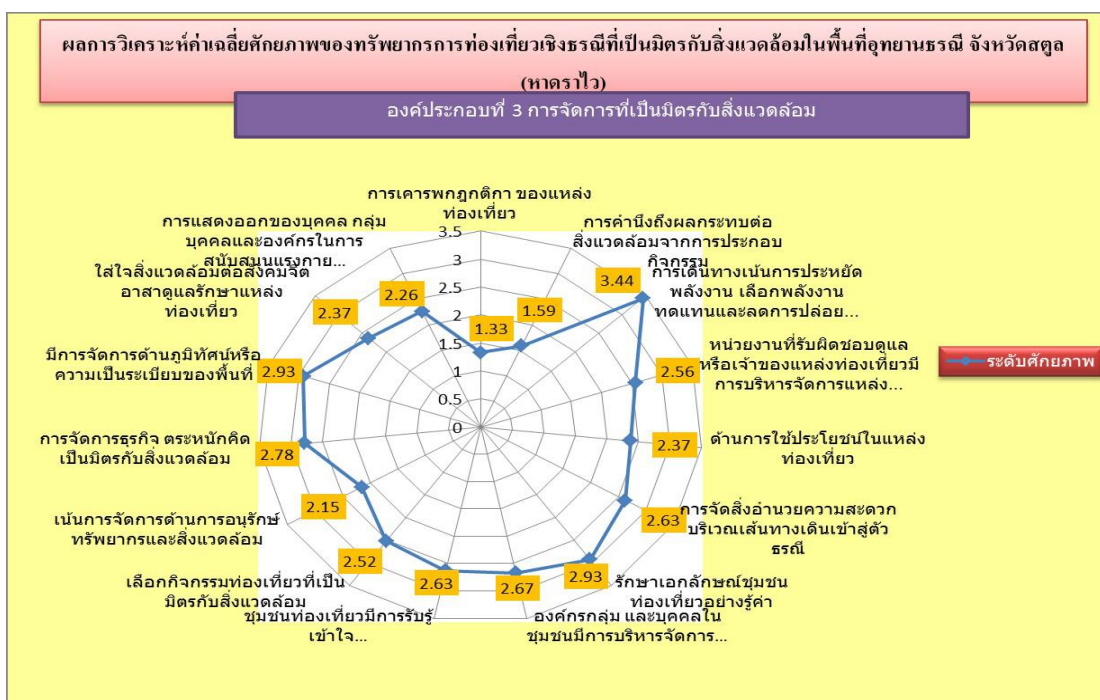 ผลการวิเคราะห์ค่าเฉลี่ยศักยภาพของทรัพยากรการท่องเที่ยวเชิงธรณีที่เป็นมิตรกับสิ่งแวดล้อมในพื้นที่อุทยานธรณี จังหวัดสตูล
(หาดราไว)
องค์ประกอบที่ 3 การจัดการที่เป็นมิตรกับสิ่งแวดล้อม
การเคารพกฎกติกา ของแหล่ง
ท่องเที่ยว
การคำนึงถึงผลกระทบต่อ
สิ่งแวดล้อมจากการประกอบ
กิจกรรม
การเดินทางเน้นการประหยัด
พลังงาน เลือกพลังงาน
ทดแทนและลดการปล่อย...
หน่วยงานที่รับผิดชอบดูแล
หรือเจ้าของแหล่งท่องเที่ยวมี
การบริหารจัดการแหล่ง...
ด้านการใช้ประโยชน์ในแหล่ง
ท่องเที่ยว
การจัดสิ่งอำนวยความสะดวก
บริเวณเส้นทางเดินเข้าสู่ตัว
ธรณี
รักษาเอกลักษณ์ชุมชน
ท่องเที่ยวอย่างรู้ค่า
องค์กรกลุ่ม และบุคคลใน
ชุมชนมีการบริหารจัดการ...
ชุมชนท่องเที่ยวมีการรับรู้
เข้าใจ...
เลือกกิจกรรมท่องเที่ยวที่เป็น
มิตรกับสิ่งแวดล้อม
เน้นการจัดการด้านการอนุรักษ์
ทรัพยากรและสิ่งแวดล้อม
การจัดการธุรกิจ ตระหนักคิด
เป็นมิตรกับสิ่งแวดล้อม
มีการจัดการด้านภูมิทัศน์หรือ
ความเป็นระเบียบของพื้นที่
ใส่ใจสิ่งแวดล้อมต่อสังคมจิต
อาสาดูแลรักษาแหล่ง
ท่องเที่ยว
การแสดงออกของบุคคล กลุ่ม
บุคคลและองค์กรในการ
สนับสนุนแรงกาย...
3.5
3
2.5
2
1.5
1
0.5
0
1.33
1.59
3.44
2.56
2.37
2.63
2.93
2.67
2.63
2.52
2.15
2.78
2.93
2.37
2.26
ระดับศักยภาพ